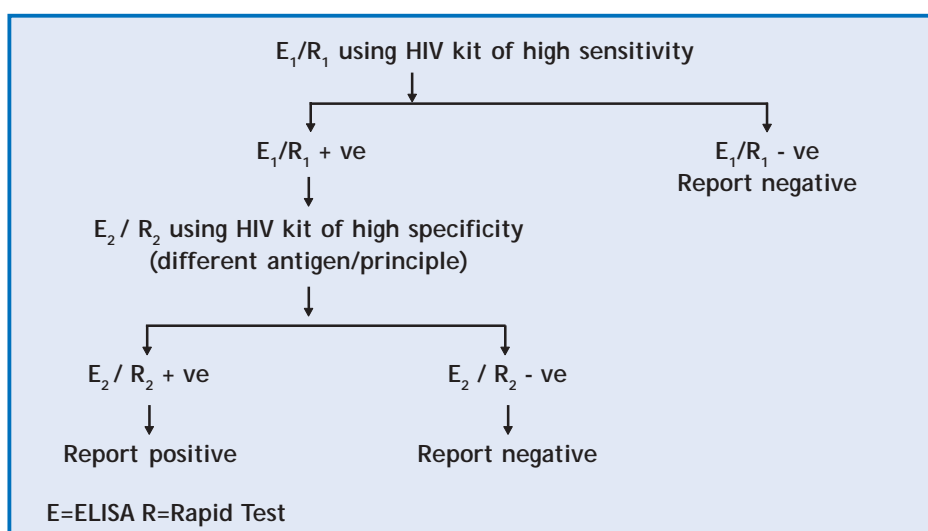 E₁/R₁ using HIV kit of high sensitivity
E₁/R₁ + ve
E₁/R₁ - ve
Report negative
E₂ / R₂ using HIV kit of high specificity
(different antigen/principle)
E₂ / R₂ + ve
E₂ / R₂ - ve
Report positive
Report negative
E=ELISA R=Rapid Test